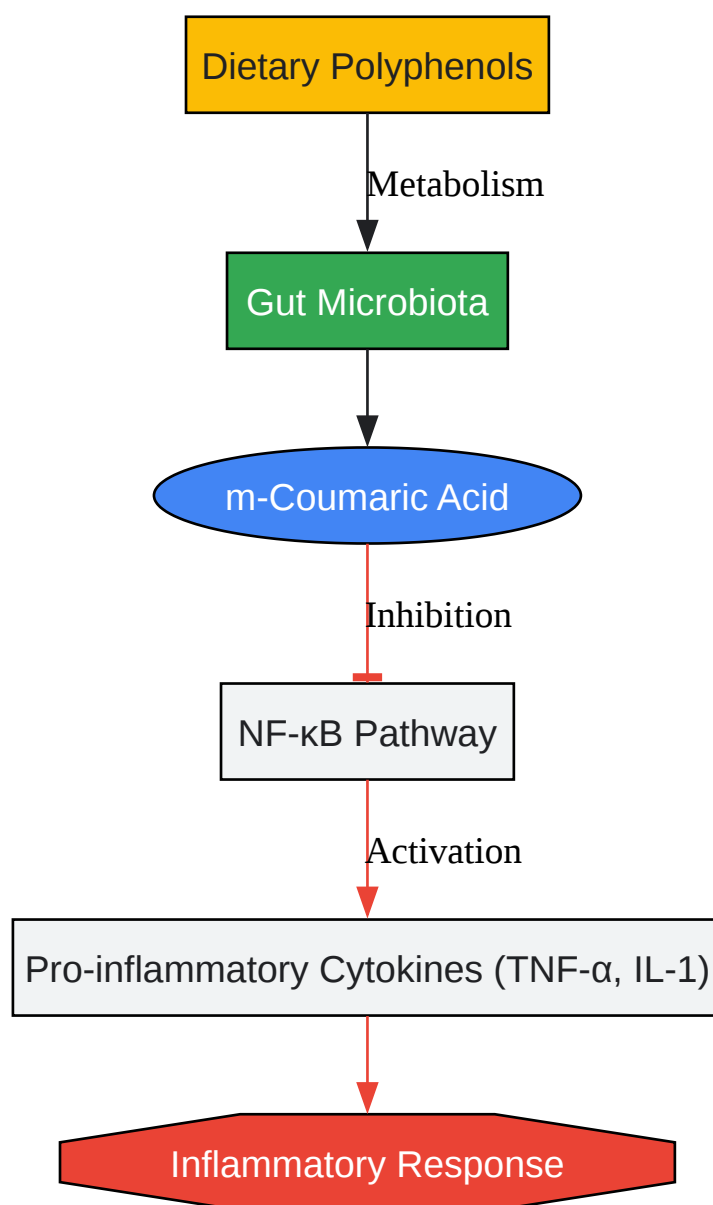 Dietary Polyphenols
Metabolism
Gut Microbiota
m-Coumaric Acid
Inhibition
NF-κB Pathway
Activation
Pro-inflammatory Cytokines (TNF-α, IL-1)
Inflammatory Response